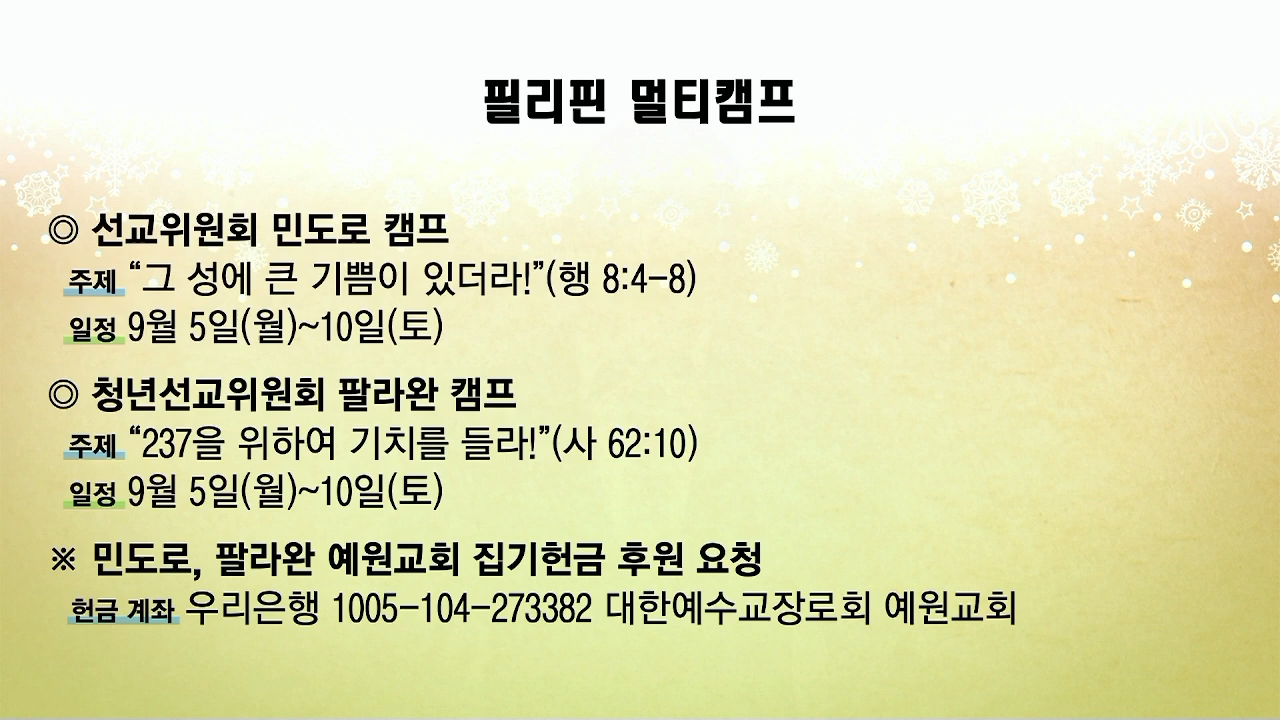 필리핀 멀티캠프
◎ 선교위원회 민도로 캠프
주제 “그 성에 큰 기쁨이 있더라!”(행 8:4-8)
일정 9월 5일(월)~10일(토)
◎ 청년선교위원회 팔라완 캠프
주제 “237을 위하여 기치를 들라!”(사 62:10)
일정 9월 5일(월)~10일(토)
※ 민도로, 팔라완 예원교회 집기헌금 후원 요청
헌금 계좌 우리은행 1005-104-273382 대한예수교장로회 예원교회